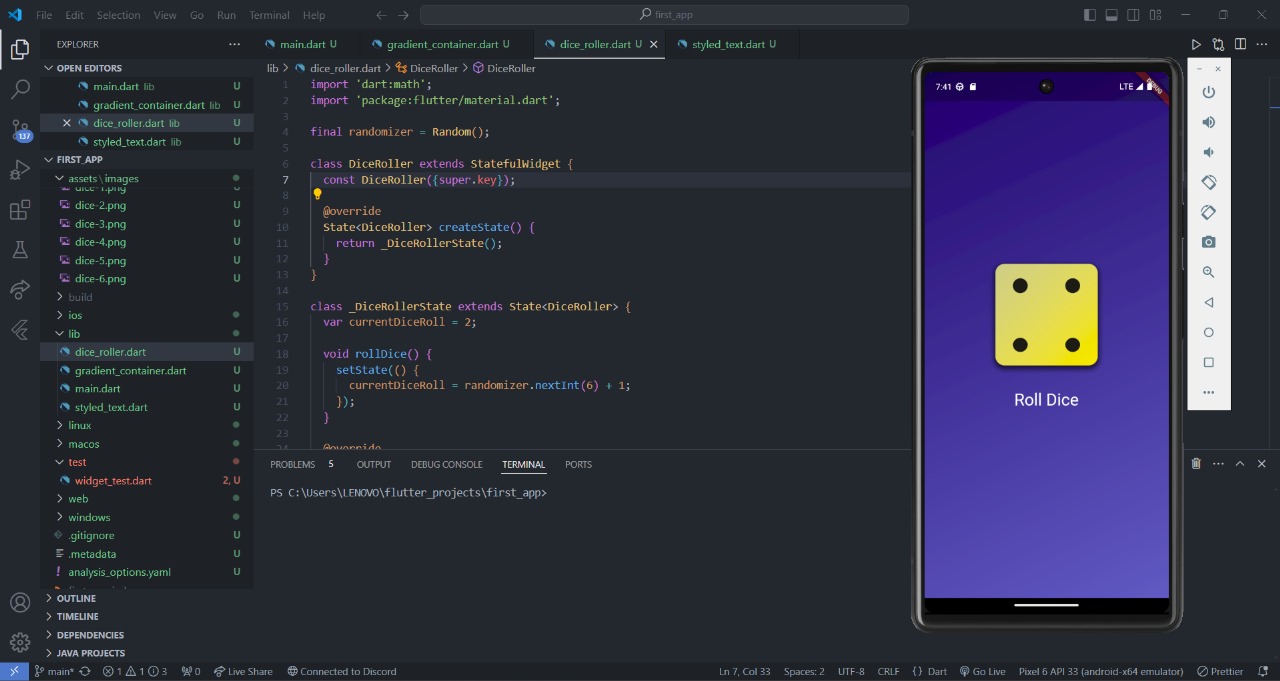 File Edit Selection View Go Run Terminal Help
first_app
EXPLORER
main.dart U
gradient_container.dart U
dice_roller.dart U
styled_text.dart U
OPEN EDITORS
main.dart lib U
gradient_container.dart lib U
dice_roller.dart lib U
styled_text.dart lib U
FIRST_APP
assets\images
dice-1.png
dice-2.png U
dice-3.png U
dice-4.png U
dice-5.png U
dice-6.png U
build
ios
lib
dice_roller.dart U
gradient_container.dart U
main.dart U
styled_text.dart U
linux
macos
test
widget_test.dart 2, U
web
windows
.gitignore U
.metadata U
analysis_options.yaml U
OUTLINE
TIMELINE
DEPENDENCIES
JAVA PROJECTS
137
lib > dice_roller.dart > DiceRoller > DiceRoller
1 import 'dart:math';
2 import 'package:flutter/material.dart';
3
4 final randomizer = Random();
5
6 class DiceRoller extends StatefulWidget {
7 const DiceRoller({super.key});
8
9 @override
10 State<DiceRoller> createState() {
11 return _DiceRollerState();
12 }
13 }
14
15 class _DiceRollerState extends State<DiceRoller> {
16 var currentDiceRoll = 2;
17
18 void rollDice() {
19 setState(() {
20 currentDiceRoll = randomizer.nextInt(6) + 1;
21 });
22 }
23
24 @override
PROBLEMS 5 OUTPUT DEBUG CONSOLE TERMINAL PORTS
PS C:\Users\LENOVO\flutter_projects\first_app>
7:41
LTE
DEBUG
Roll Dice
main* 1 1 3 0 Live Share Connected to Discord
Ln 7, Col 33 Spaces: 2 UTF-8 CRLF {} Dart Go Live Pixel 6 API 33 (android-x64 emulator) Prettier